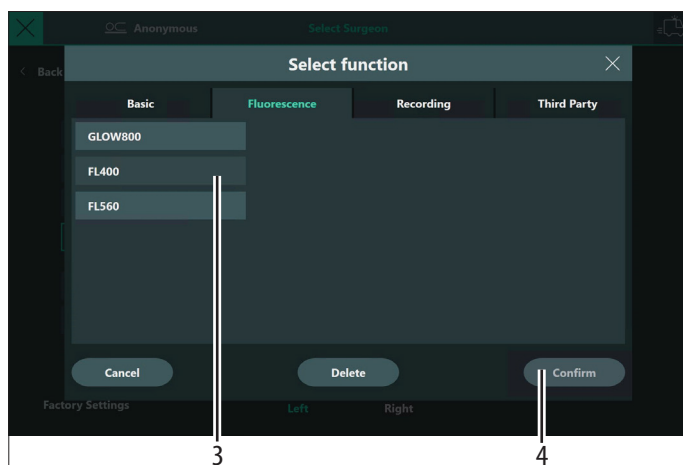 Anonymous Select Surgeon
< Back
Select function
Basic Fluorescence Recording Third Party
GLOW800
FL400
FL560
Cancel Delete Confirm
Factory Settings Left Right
3 4